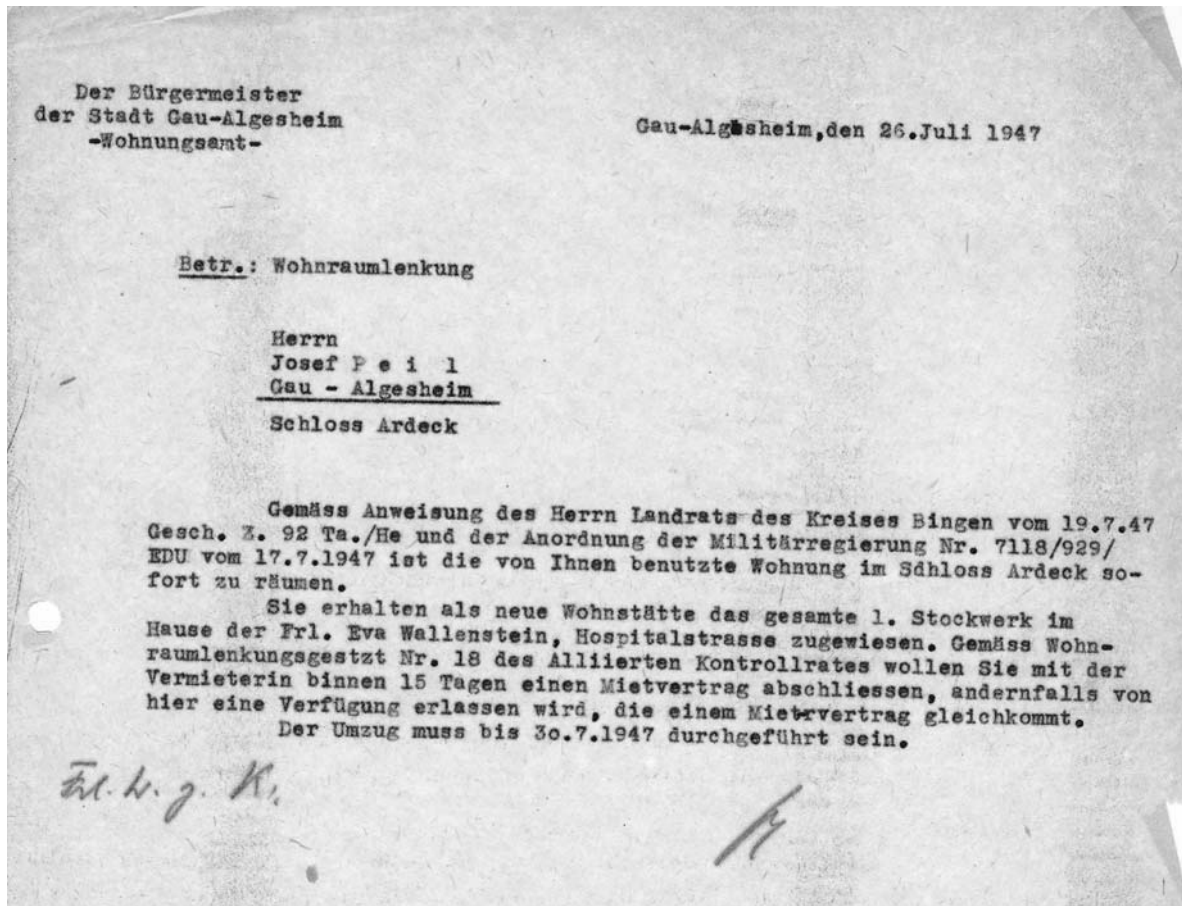 Der Bürgermeister
der Stadt Gau-Algesheim
-Wohnungsamt-
Gau-Algesheim,den 26.Juli 1947
Betr.: Wohnraumlenkung
Herrn
Josef P e i l
Gau - Algesheim
Schloss Ardeck
Gemäss Anweisung des Herrn Landrats des Kreises Bingen vom 19.7.47
Gesch. Z. 92 Ta./He und der Anordnung der Militärregierung Nr. 7118/929/
EDU vom 17.7.1947 ist die von Ihnen benutzte Wohnung im Sdhloss Ardeck so-
fort zu räumen.
Sie erhalten als neue Wohnstätte das gesamte 1. Stockwerk im
Hause der Frl. Eva Wallenstein, Hospitalstrasse zugewiesen. Gemäss Wohn-
raumlenkungsgestzt Nr. 18 des Alliierten Kontrollrates wollen Sie mit der
Vermieterin binnen 15 Tagen einen Mietvertrag abschliessen, andernfalls von
hier eine Verfügung erlassen wird, die einem Mietrvertrag gleichkommt.
Der Umzug muss bis 3o.7.1947 durchgeführt sein.
Frl. W. z. K.